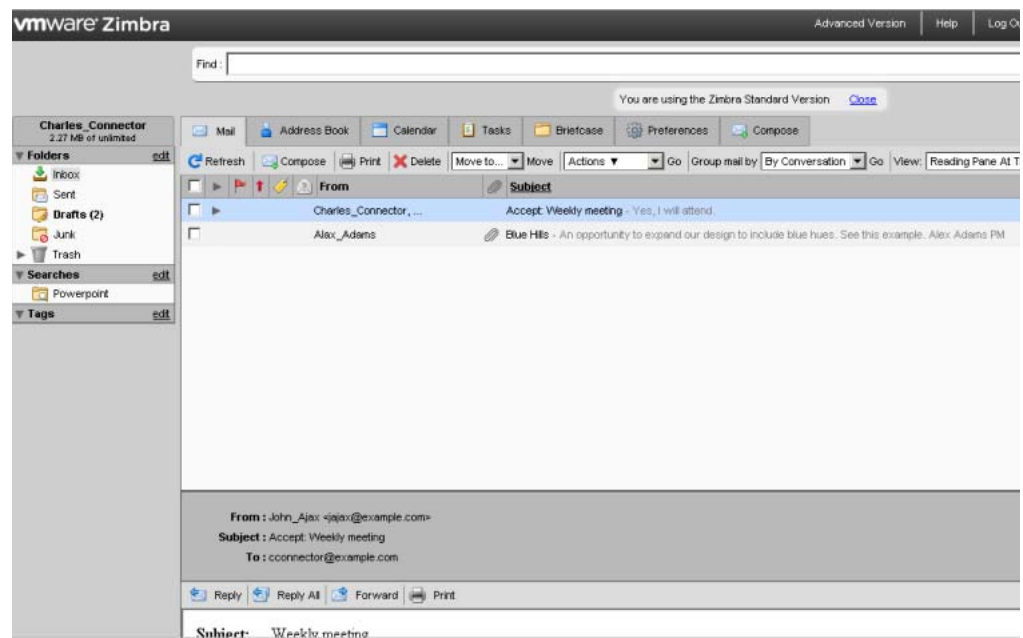 vmware Zimbra
Advanced Version Help Log Ou
Find :
You are using the Zimbra Standard Version Close
Charles_Connector
2.27 MB of unlimited
Mail Address Book Calendar Tasks Briefcase Preferences Compose
Folders edit
Inbox
Sent
Drafts (2)
Junk
Trash
Searches edit
Powerpoint
Tags edit
Refresh Compose Print Delete Move to... Move Actions Go Group mail by By Conversation Go View: Reading Pane At T
From Subject
Charles_Connector, ... Accept: Weekly meeting - Yes, I will attend.
Alax_Adams Blue Hills - An opportunity to expand our design to include blue hues. See this example. Alex Adams PM
From : John_Ajax <jajax@example.com>
Subject : Accept: Weekly meeting
To : cconnector@example.com
Reply Reply All Forward Print
Subject: Weekly meeting